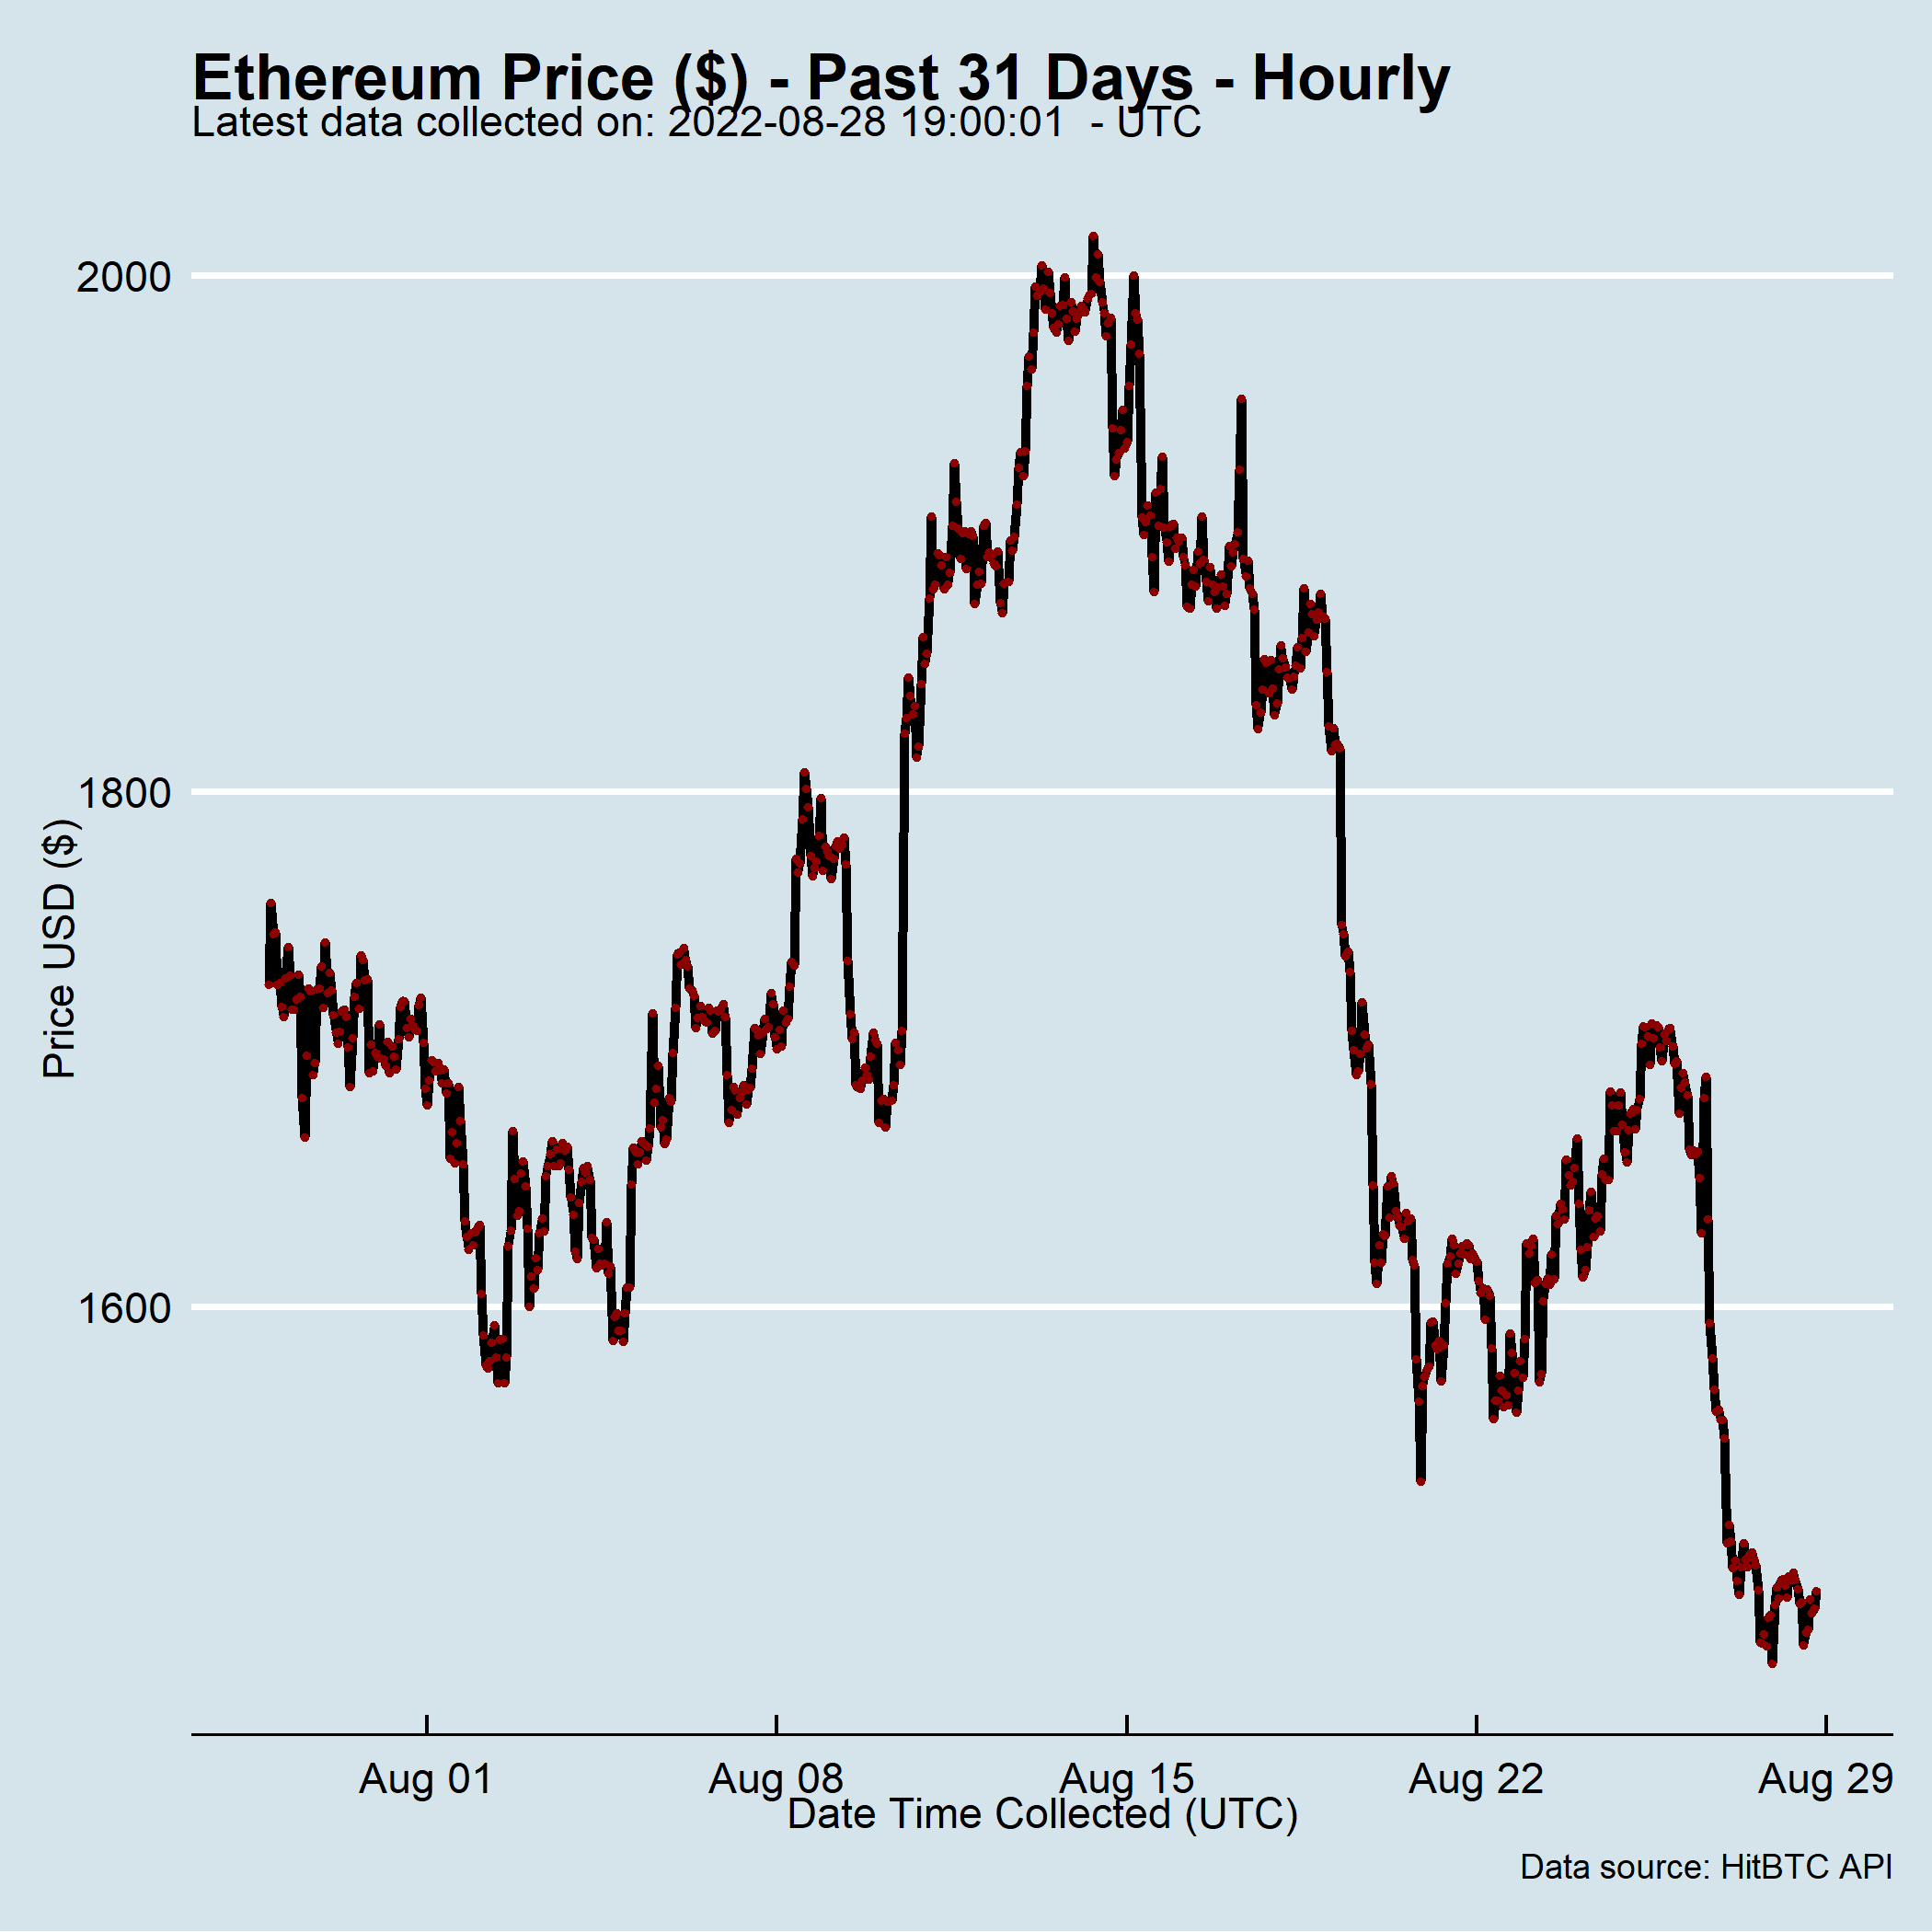 Ethereum Price ($) - Past 31 Days - Hourly
Latest data collected on: 2022-08-28 19:00:01  - UTC
2000
1800
1600
Price USD ($)
Aug 01
Aug 08
Aug 15
Aug 22
Aug 29
Date Time Collected (UTC)
Data source: HitBTC API